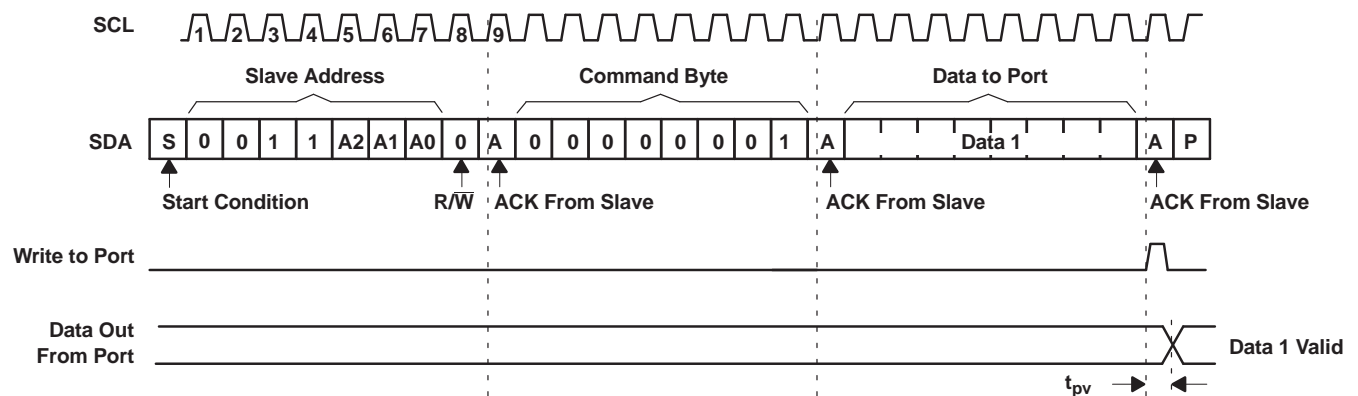 SCL 1 2 3 4 5 6 7 8 9
Slave Address Command Byte Data to Port
SDA S 0 0 1 1 A2 A1 A0 0 A 0 0 0 0 0 0 0 1 A Data 1 A P
Start Condition R/W̅ ACK From Slave ACK From Slave ACK From Slave
Write to Port
Data Out
From Port
Data 1 Valid
tpv